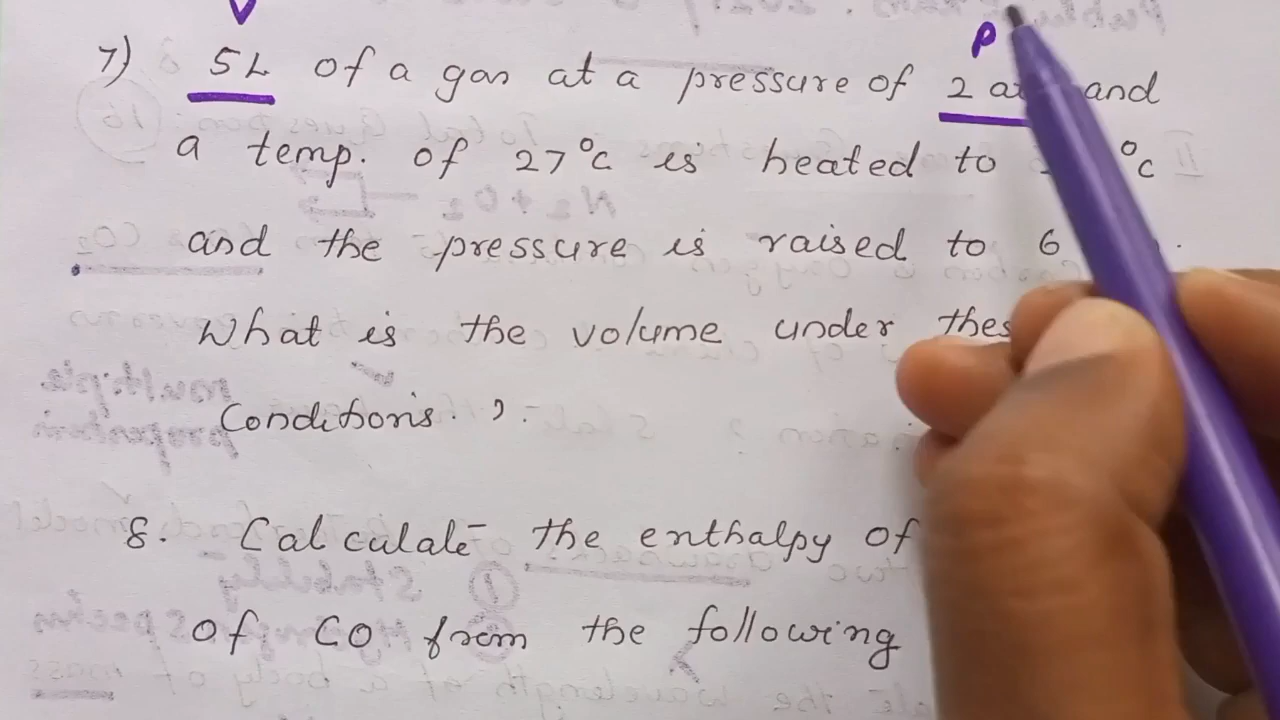 V P
7) 5L of a gas at a pressure of 2 and
a temp. of 27°C is heated to °C
and the pressure is raised to 6
What is the volume under
Conditions. ?.
8. Calculate the enthalpy of
of CO from the following